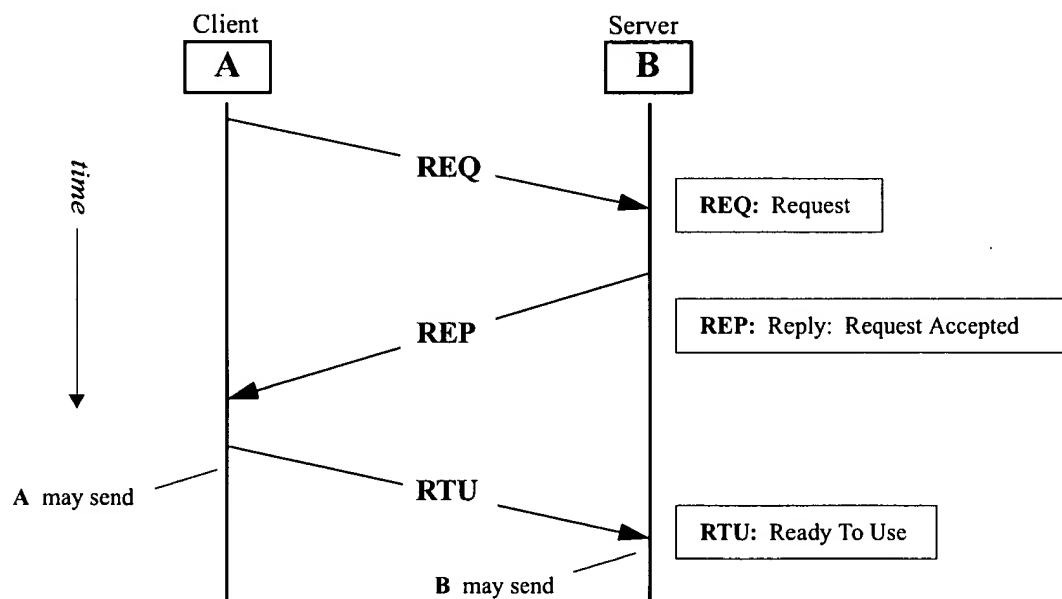 Client
Server
A
B
time
REQ
REQ: Request
REP
REP: Reply: Request Accepted
A may send
RTU
RTU: Ready To Use
B may send